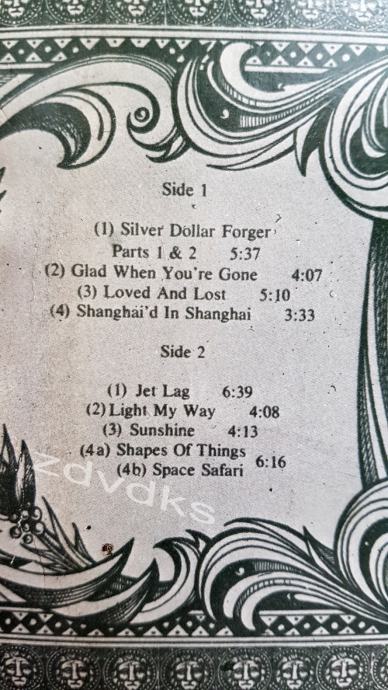 Side 1
(1) Silver Dollar Forger
Parts 1 & 2 5:37
(2) Glad When You're Gone 4:07
(3) Loved And Lost 5:10
(4) Shanghai'd In Shanghai 3:33
Side 2
(1) Jet Lag 6:39
(2) Light My Way 4:08
(3) Sunshine 4:13
(4a) Shapes Of Things
(4b) Space Safari 6:16
zdvdks